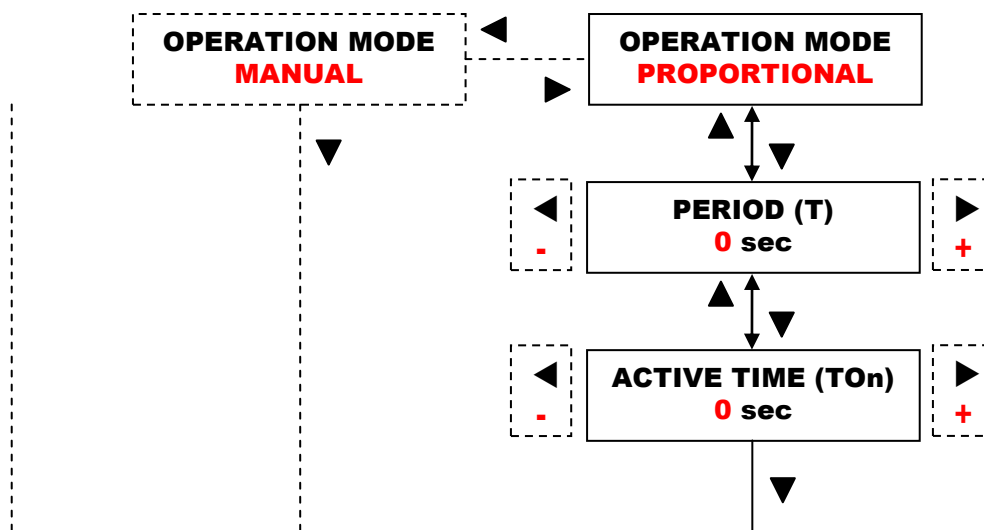 OPERATION MODE
MANUAL
OPERATION MODE
PROPORTIONAL
PERIOD (T)
0 sec
-
+
ACTIVE TIME (TOn)
0 sec
-
+